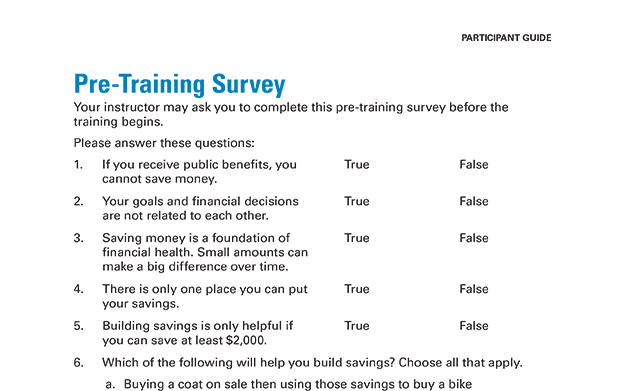 PARTICIPANT GUIDE
Pre-Training Survey
Your instructor may ask you to complete this pre-training survey before the
training begins.
Please answer these questions:
1. If you receive public benefits, you True False
cannot save money.
2. Your goals and financial decisions True False
are not related to each other.
3. Saving money is a foundation of True False
financial health. Small amounts can
make a big difference over time.
4. There is only one place you can put True False
your savings.
5. Building savings is only helpful if True False
you can save at least $2,000.
6. Which of the following will help you build savings? Choose all that apply.
a. Buying a coat on sale then using those savings to buy a bike